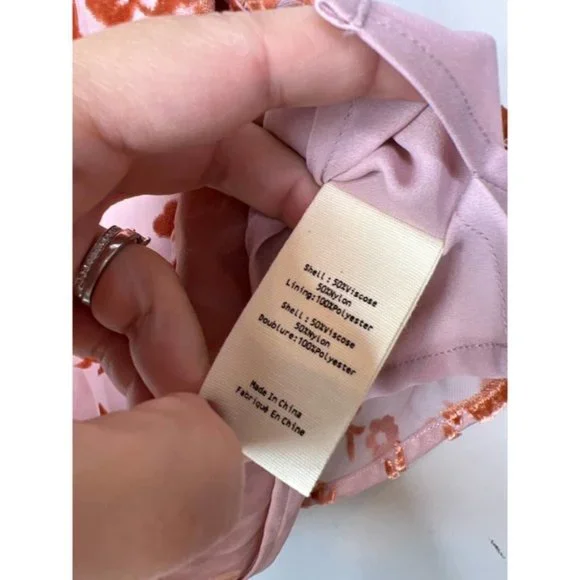 Shell:50%Viscose
50%Nylon
Lining:100%Polyester
Shell:50%Viscose
50%Nylon
Doublure:100%Polyester
Made In China
Fabriqué En Chine